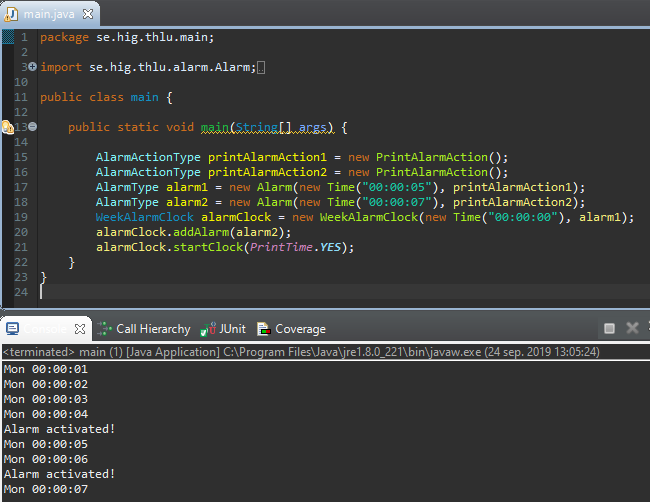 main.java
1 package se.hig.thlu.main;
2
3 import se.hig.thlu.alarm.Alarm;
10
11 public class main {
12
13 public static void main(String[] args) {
14
15 AlarmActionType printAlarmAction1 = new PrintAlarmAction();
16 AlarmActionType printAlarmAction2 = new PrintAlarmAction();
17 AlarmType alarm1 = new Alarm(new Time("00:00:05"), printAlarmAction1);
18 AlarmType alarm2 = new Alarm(new Time("00:00:07"), printAlarmAction2);
19 WeekAlarmClock alarmClock = new WeekAlarmClock(new Time("00:00:00"), alarm1);
20 alarmClock.addAlarm(alarm2);
21 alarmClock.startClock(PrintTime.YES);
22 }
23 }
24
Console Call Hierarchy JUnit Coverage
<terminated> main (1) [Java Application] C:\Program Files\Java\jre1.8.0_221\bin\javaw.exe (24 sep. 2019 13:05:24)
Mon 00:00:01
Mon 00:00:02
Mon 00:00:03
Mon 00:00:04
Alarm activated!
Mon 00:00:05
Mon 00:00:06
Alarm activated!
Mon 00:00:07